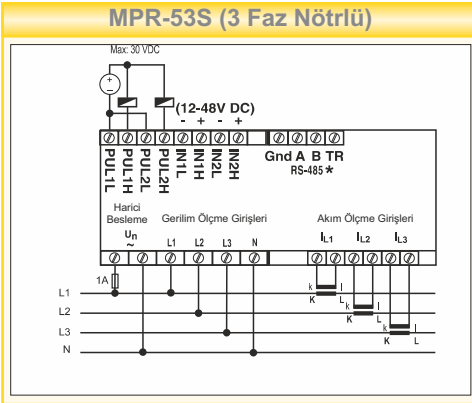 MPR-53S (3 Faz Nötrlü)
Max: 30 VDC
+
−
(12-48V DC)
- + - +
PUL1L PUL1H PUL2L PUL2H IN1L IN1H IN2L IN2H
Gnd A B TR
RS-485 *
Harici Besleme
Gerilim Ölçme Girişleri
Akım Ölçme Girişleri
Un
~
L1 L2 L3 N
IL1 IL2 IL3
1A
L1
k l
K L
L2
k l
K L
L3
k l
K L
N